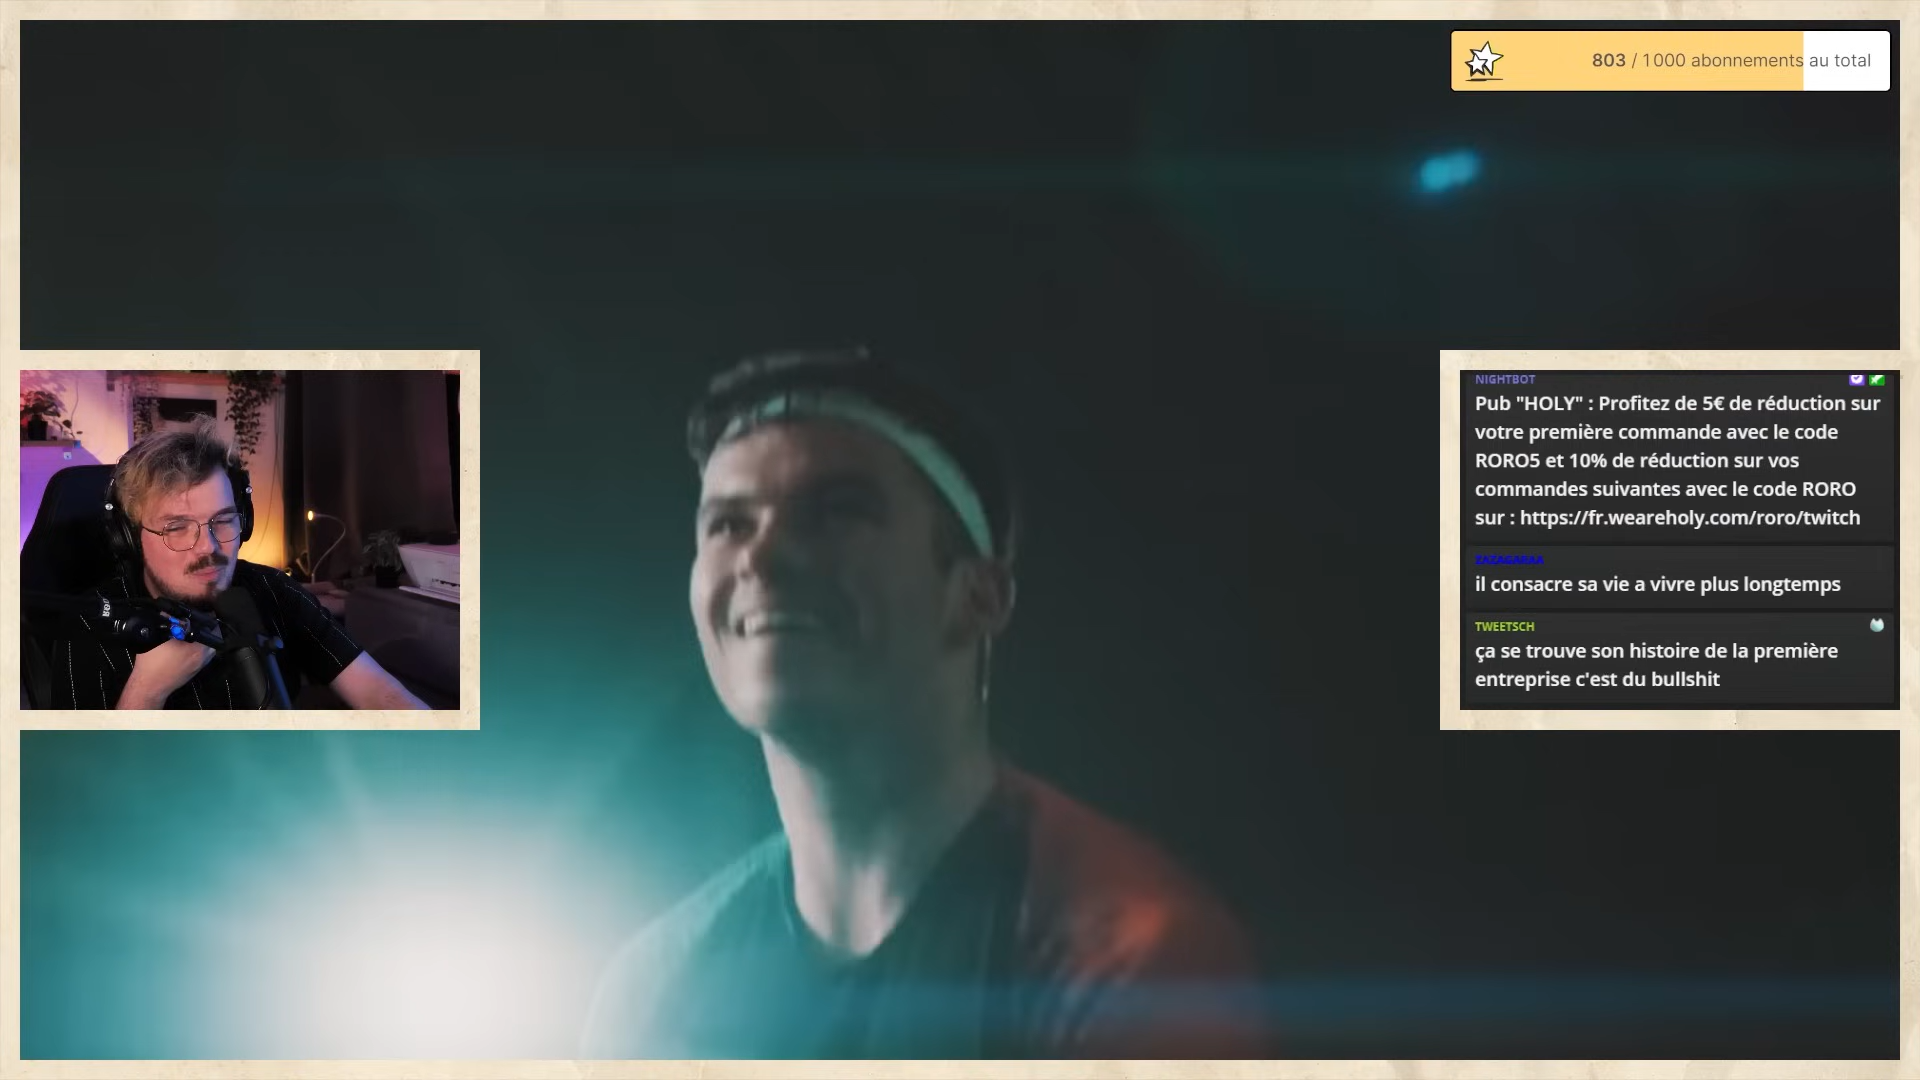 803 / 1000 abonnements au total
NIGHTBOT
Pub "HOLY" : Profitez de 5€ de réduction sur
votre première commande avec le code
RORO5 et 10% de réduction sur vos
commandes suivantes avec le code RORO
sur : https://fr.weareholy.com/roro/twitch
il consacre sa vie a vivre plus longtemps
TWEETSCH
ça se trouve son histoire de la première
entreprise c'est du bullshit